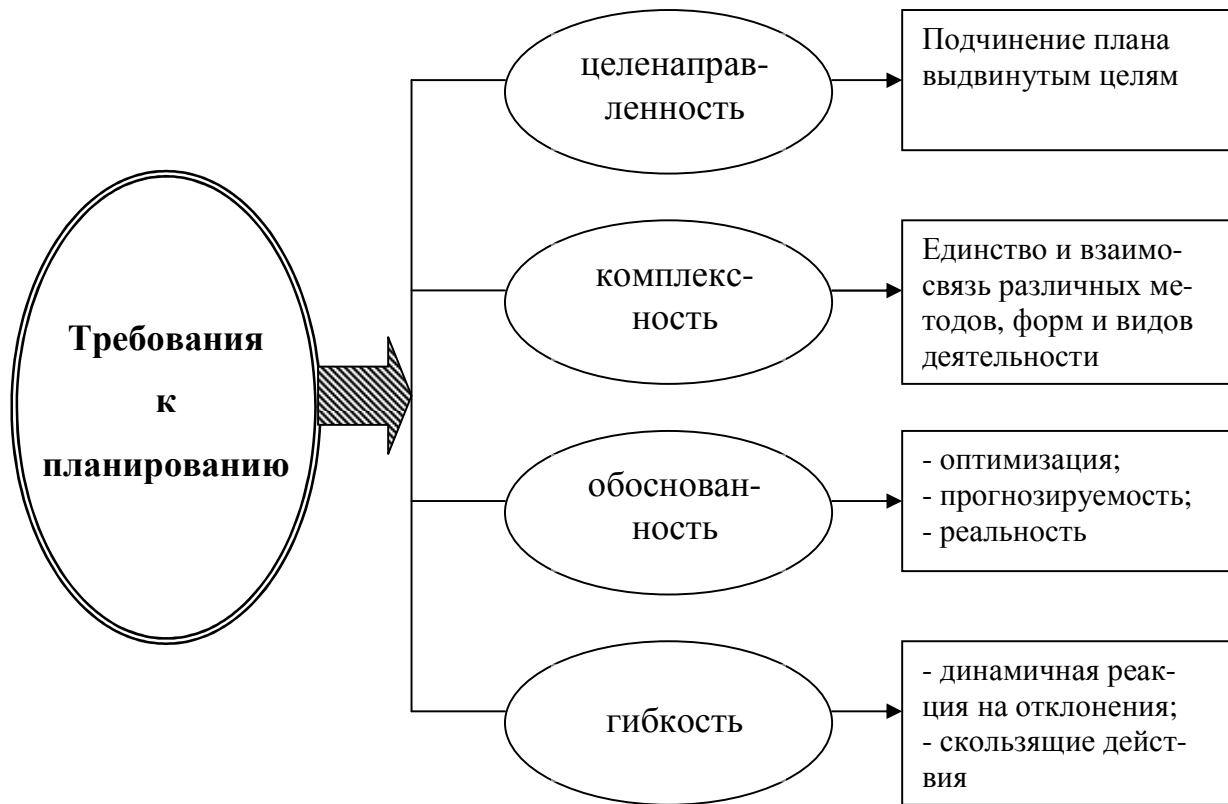 Требования
к
планированию
целенаправ-
ленность
Подчинение плана
выдвинутым целям
комплекс-
ность
Единство и взаимо-
связь различных ме-
тодов, форм и видов
деятельности
обоснован-
ность
- оптимизация;
- прогнозируемость;
- реальность
гибкость
- динамичная реак-
ция на отклонения;
- скользящие дейст-
вия